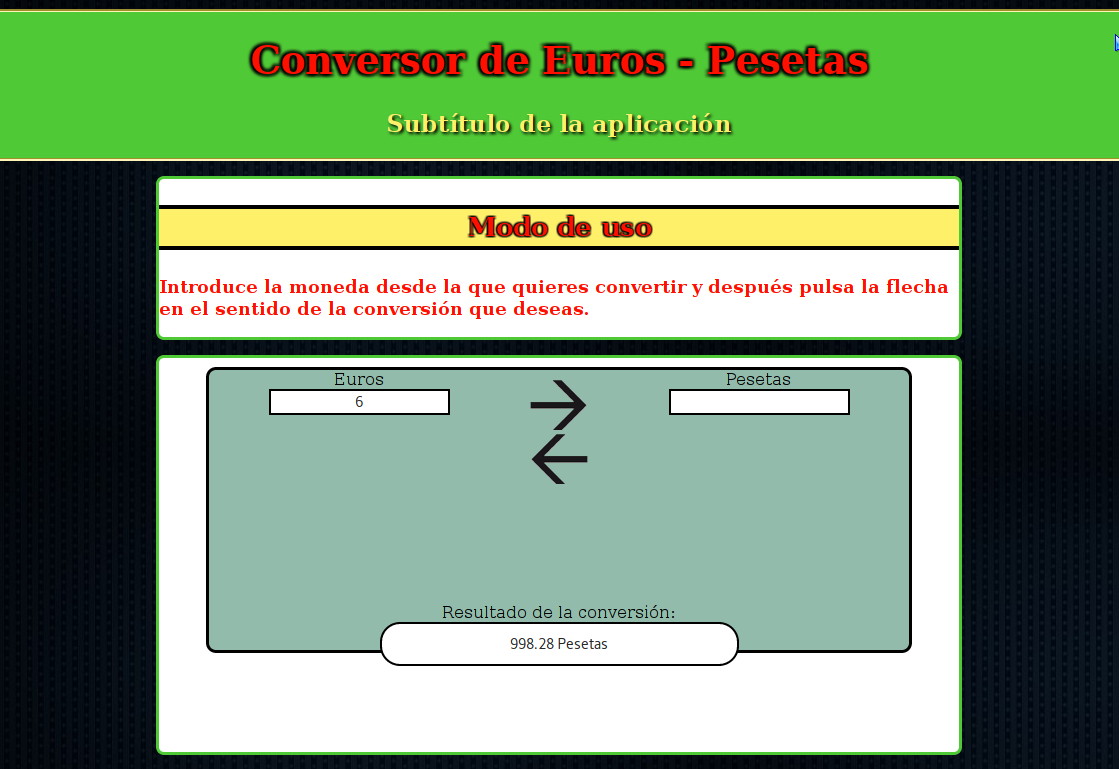 Conversor de Euros - Pesetas
Subtítulo de la aplicación
Modo de uso
Introduce la moneda desde la que quieres convertir y después pulsa la flecha
en el sentido de la conversión que deseas.
Euros
Pesetas
6
Resultado de la conversión:
998.28 Pesetas